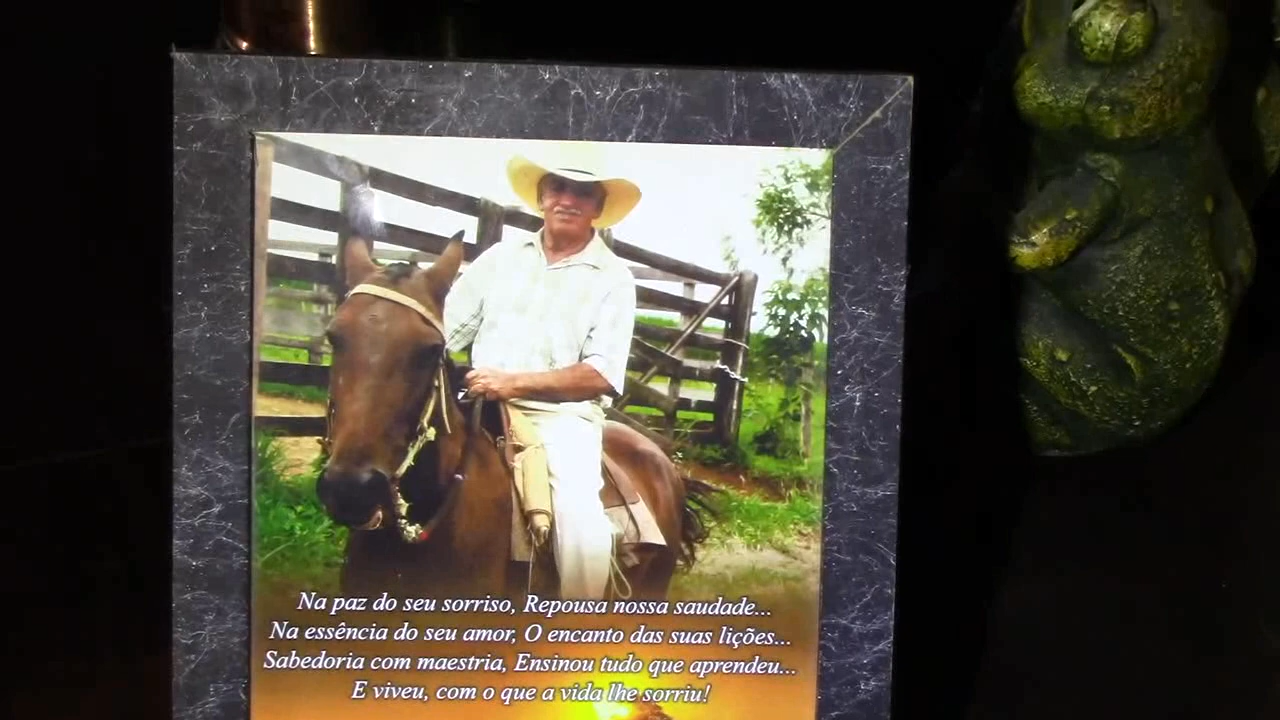 Na paz do seu sorriso, Repousa nossa saudade...
Na essência do seu amor, O encanto das suas lições...
Sabedoria com maestria, Ensinou tudo que aprendeu...
E viveu, com o que a vida lhe sorriu!